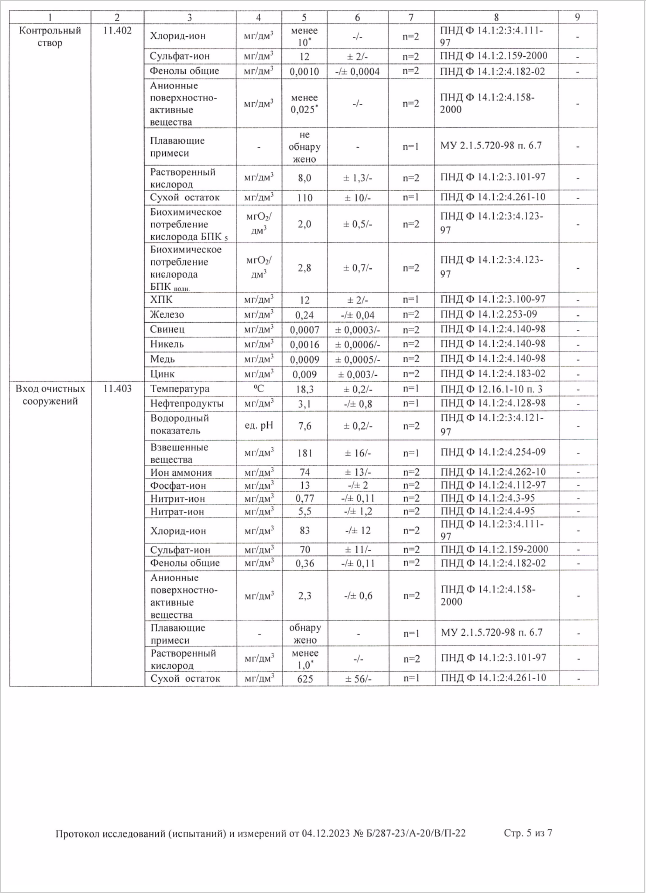 1 2 3 4 5 6 7 8 9
Контрольный створ 11.402 Хлорид-ион мг/дм³ менее 10* -/- n=2 ПНД Ф 14.1:2:3:4.111-97 -
Сульфат-ион мг/дм³ 12 ± 2/- n=2 ПНД Ф 14.1:2.159-2000 -
Фенолы общие мг/дм³ 0,0010 -/± 0,0004 n=2 ПНД Ф 14.1:2:4.182-02 -
Анионные поверхностно-активные вещества мг/дм³ менее 0,025* -/- n=2 ПНД Ф 14.1:2:4.158-2000 -
Плавающие примеси - не обнару жено - n=1 МУ 2.1.5.720-98 п. 6.7 -
Растворенный кислород мг/дм³ 8,0 ± 1,3/- n=2 ПНД Ф 14.1:2:3.101-97 -
Сухой остаток мг/дм³ 110 ± 10/- n=1 ПНД Ф 14.1:2:4.261-10 -
Биохимическое потребление кислорода БПК 5 мгО2/дм³ 2,0 ± 0,5/- n=2 ПНД Ф 14.1:2:3:4.123-97 -
Биохимическое потребление кислорода БПК полн. мгО2/дм³ 2,8 ± 0,7/- n=2 ПНД Ф 14.1:2:3:4.123-97 -
ХПК мг/дм³ 12 ± 2/- n=1 ПНД Ф 14.1:2:3.100-97 -
Железо мг/дм³ 0,24 -/± 0,04 n=2 ПНД Ф 14.1:2.253-09 -
Свинец мг/дм³ 0,0007 ± 0,0003/- n=2 ПНД Ф 14.1:2:4.140-98 -
Никель мг/дм³ 0,0016 ± 0,0006/- n=2 ПНД Ф 14.1:2:4.140-98 -
Медь мг/дм³ 0,0009 ± 0,0005/- n=2 ПНД Ф 14.1:2:4.140-98 -
Цинк мг/дм³ 0,009 ± 0,003/- n=2 ПНД Ф 14.1:2:4.183-02 -
Вход очистных сооружений 11.403 Температура ⁰С 18,3 ± 0,2/- n=1 ПНД Ф 12.16.1-10 п. 3 -
Нефтепродукты мг/дм³ 3,1 -/± 0,8 n=1 ПНД Ф 14.1:2:4.128-98 -
Водородный показатель ед. рН 7,6 ± 0,2/- n=2 ПНД Ф 14.1:2:3:4.121-97 -
Взвешенные вещества мг/дм³ 181 ± 16/- n=1 ПНД Ф 14.1:2:4.254-09 -
Ион аммония мг/дм³ 74 ± 13/- n=2 ПНД Ф 14.1:2:4.262-10 -
Фосфат-ион мг/дм³ 13 -/± 2 n=2 ПНД Ф 14.1:2:4.112-97 -
Нитрит-ион мг/дм³ 0,77 -/± 0,11 n=2 ПНД Ф 14.1:2:4.3-95 -
Нитрат-ион мг/дм³ 5,5 -/± 1,2 n=2 ПНД Ф 14.1:2:4.4-95 -
Хлорид-ион мг/дм³ 83 -/± 12 n=2 ПНД Ф 14.1:2:3:4.111-97 -
Сульфат-ион мг/дм³ 70 ± 11/- n=2 ПНД Ф 14.1:2.159-2000 -
Фенолы общие мг/дм³ 0,36 -/± 0,11 n=2 ПНД Ф 14.1:2:4.182-02 -
Анионные поверхностно-активные вещества мг/дм³ 2,3 -/± 0,6 n=2 ПНД Ф 14.1:2:4.158-2000 -
Плавающие примеси - обнару жено - n=1 МУ 2.1.5.720-98 п. 6.7 -
Растворенный кислород мг/дм³ менее 1,0* -/- n=2 ПНД Ф 14.1:2:3.101-97 -
Сухой остаток мг/дм³ 625 ± 56/- n=1 ПНД Ф 14.1:2:4.261-10 -
Протокол исследований (испытаний) и измерений от 04.12.2023 № Б/287-23/А-20/В/П-22 Стр. 5 из 7